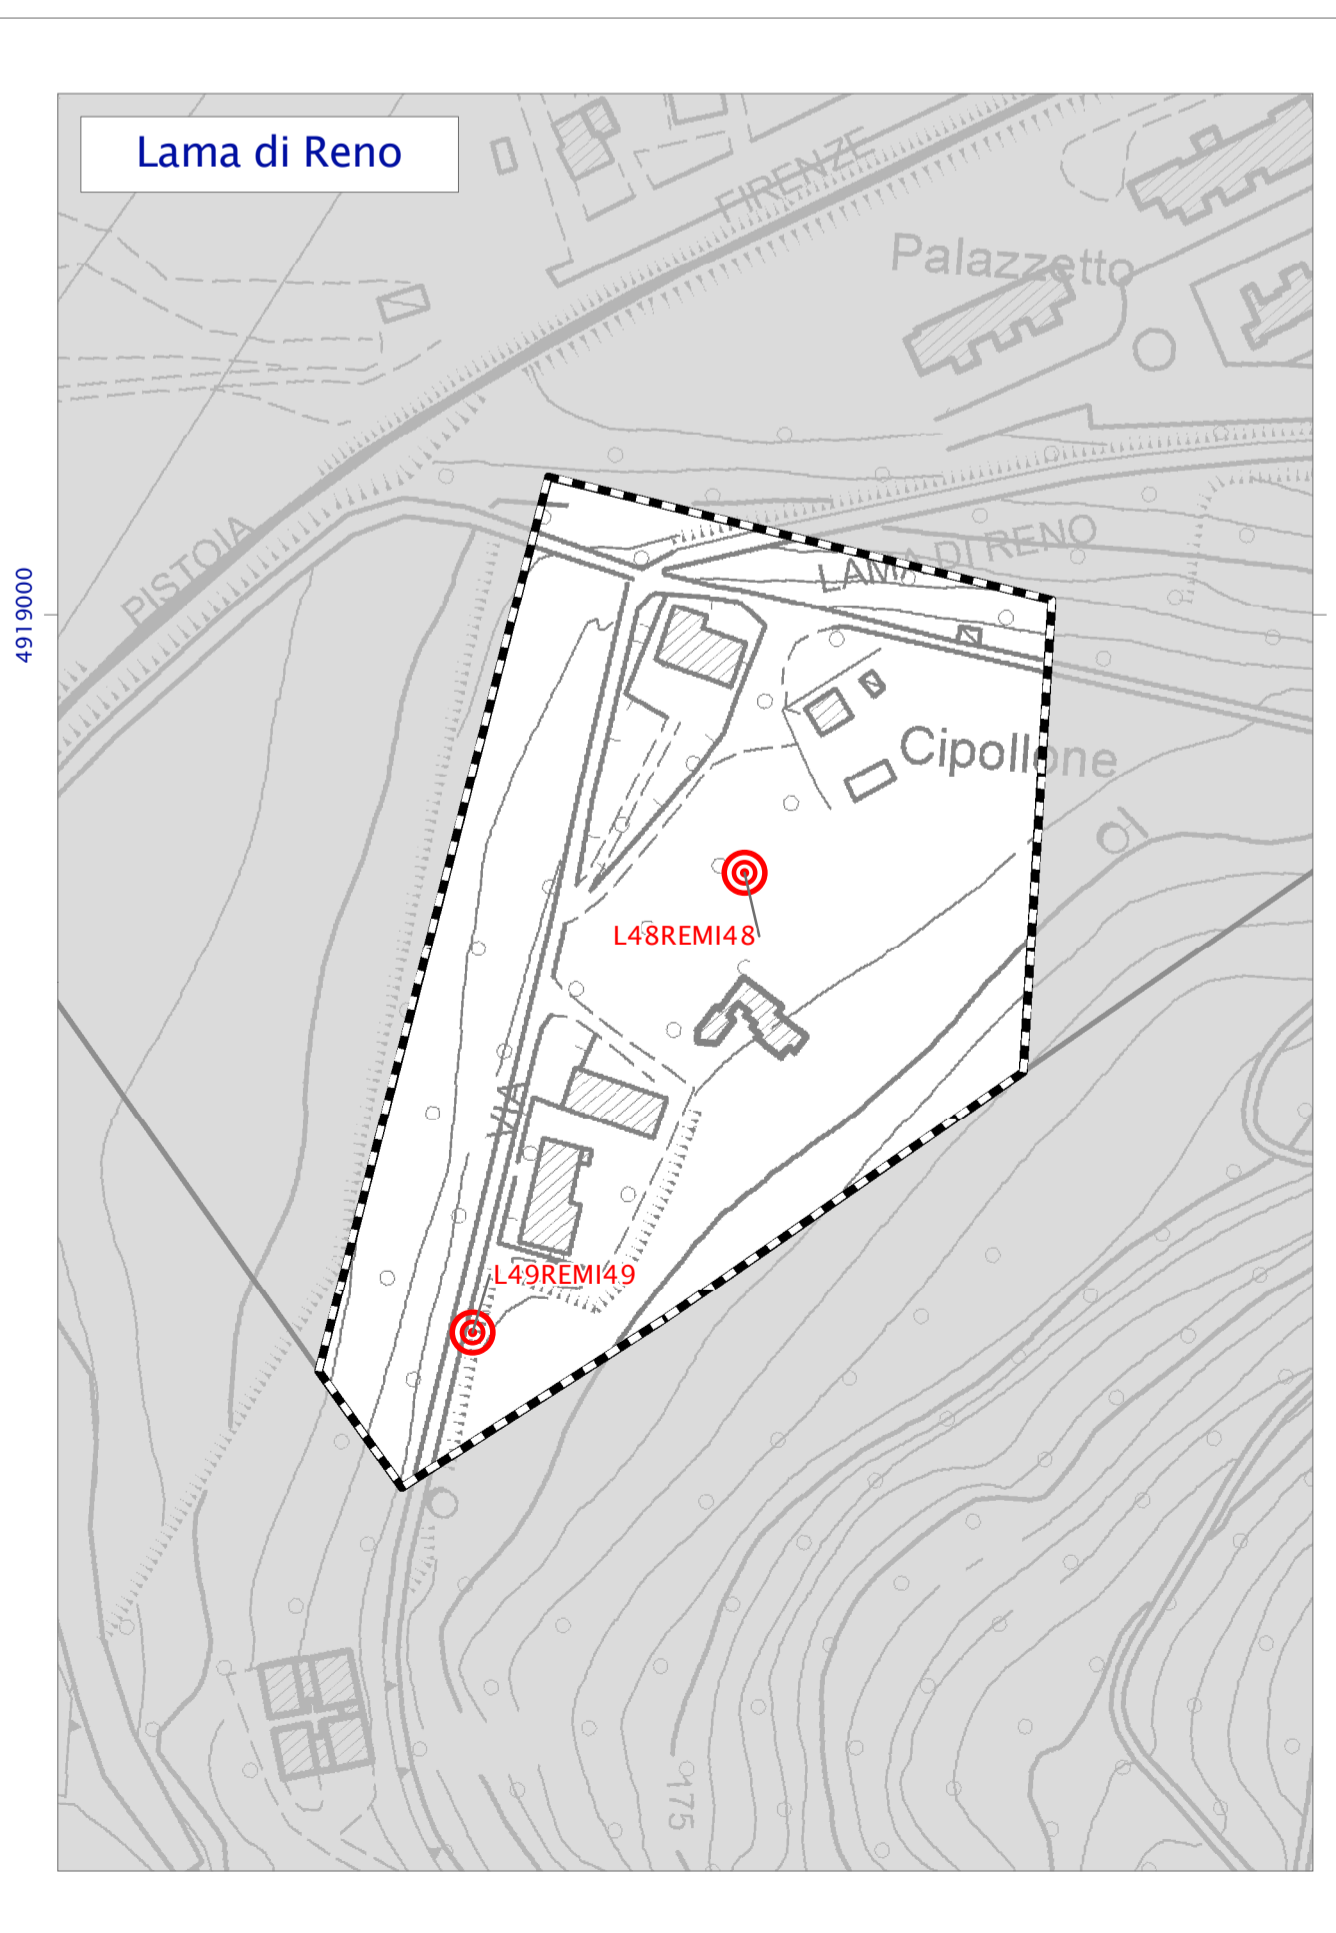 Lama di Reno
FIRENZE
Palazzetto
PISTOIA
LAMA DI RENO
4919000
Cipollone
L48REMI48
VIA
L49REMI49
175